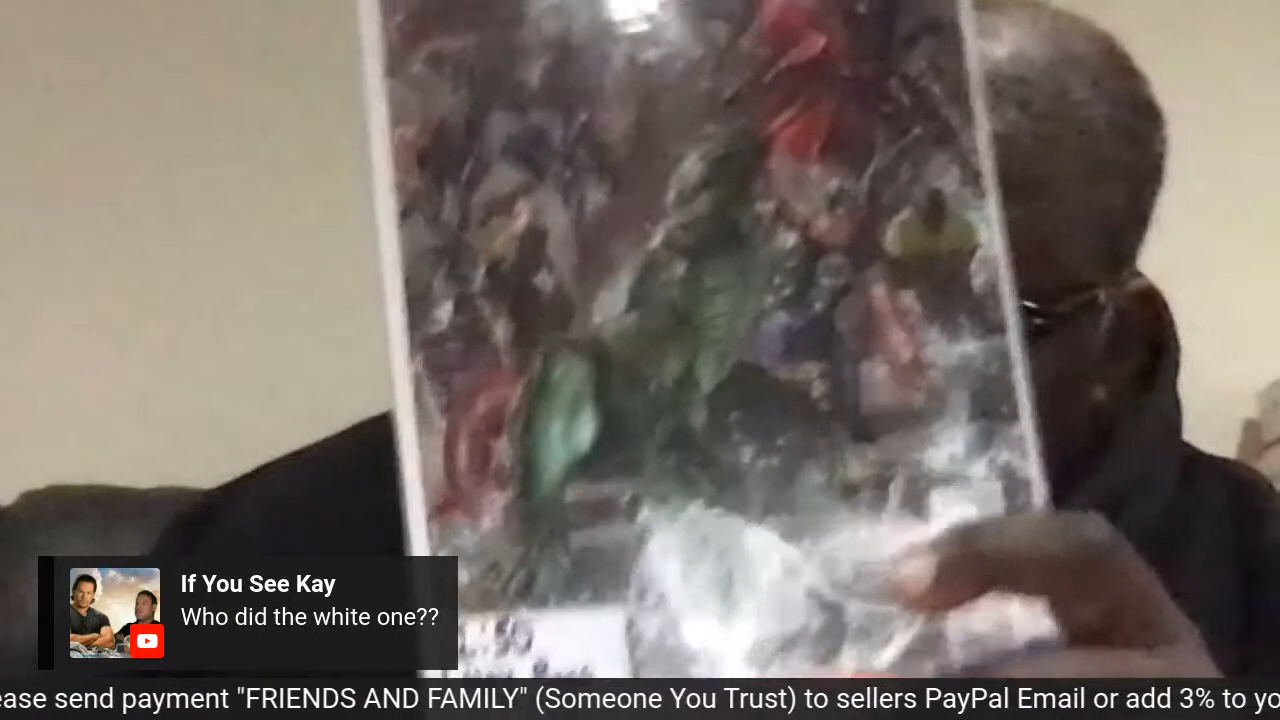 If You See Kay
Who did the white one??
ease send payment "FRIENDS AND FAMILY" (Someone You Trust) to sellers PayPal Email or add 3% to yo